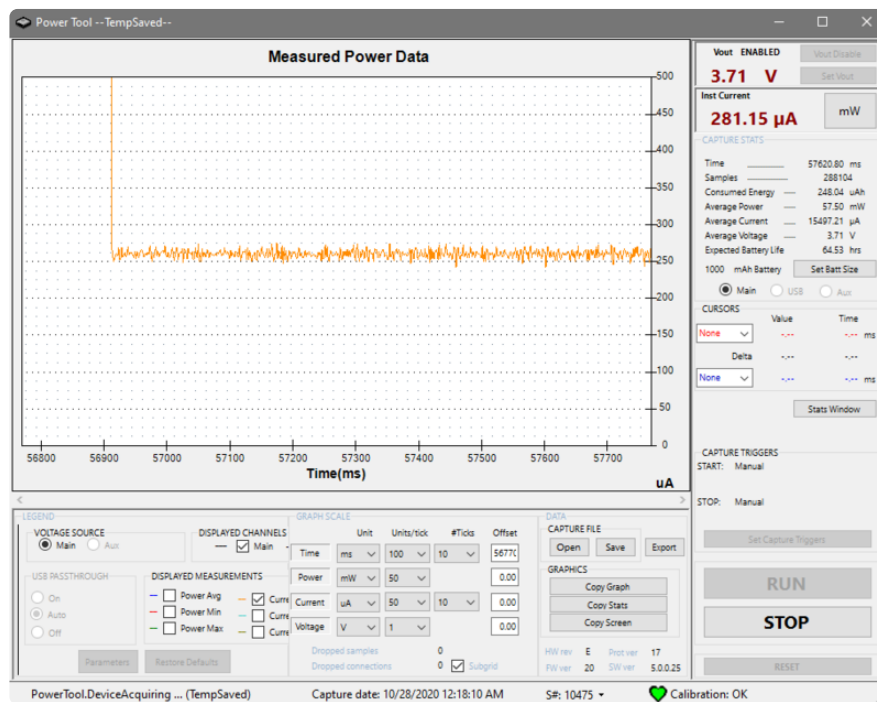 Power Tool --TempSaved--
Measured Power Data
500
450
400
350
300
250
200
150
100
50
0
56800 56900 57000 57100 57200 57300 57400 57500 57600 57700
Time(ms)
uA
Vout ENABLED
Vout Disable
3.71 V
Set Vout
Inst Current
281.15 µA
mW
CAPTURE STATS
Time 57620.80 ms
Samples 288104
Consumed Energy 248.04 uAh
Average Power 57.50 mW
Average Current 15497.21 µA
Average Voltage 3.71 V
Expected Battery Life 64.53 hrs
1000 mAh Battery Set Batt Size
Main USB Aux
CURSORS
Value Time
None -.-- -.-- ms
Delta -.-- -.--
None -.-- -.-- ms
Stats Window
CAPTURE TRIGGERS
START: Manual
STOP: Manual
Set Capture Triggers
RUN
STOP
RESET
LEGEND
VOLTAGE SOURCE
Main Aux
DISPLAYED CHANNELS
Main
USB PASSTHROUGH
On
Auto
Off
DISPLAYED MEASUREMENTS
Power Avg Curre
Power Min Curre
Power Max Curre
Parameters Restore Defaults
GRAPH SCALE
Unit Units/tick #Ticks Offset
Time ms 100 10 5677(
Power mW 50 0.00
Current uA 50 10 0.00
Voltage V 1 0.00
Dropped samples 0
Dropped connections 0 Subgrid
DATA
CAPTURE FILE
Open Save Export
GRAPHICS
Copy Graph
Copy Stats
Copy Screen
HW rev E Prot ver 17
FW ver 20 SW ver 5.0.0.25
PowerTool.DeviceAcquiring ... (TempSaved) Capture date: 10/28/2020 12:18:10 AM S#: 10475 Calibration: OK